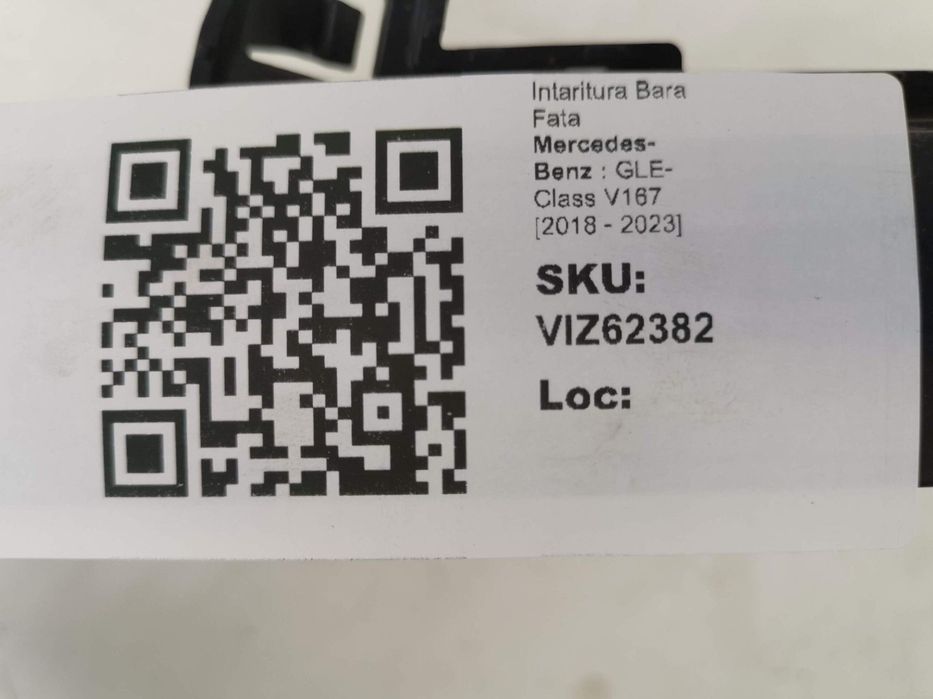 Intaritura Bara
Fata
Mercedes-
Benz : GLE-
Class V167
[2018 - 2023]
SKU:
VIZ62382
Loc: